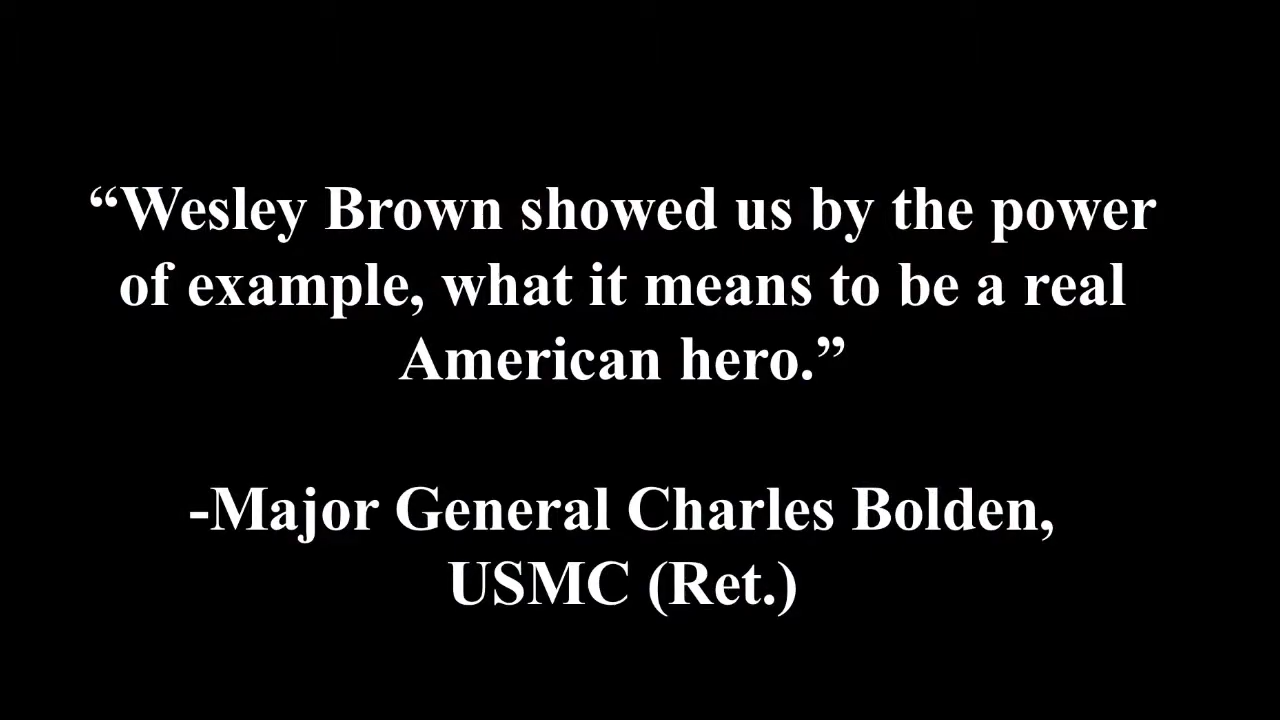 “Wesley Brown showed us by the power
of example, what it means to be a real
American hero.”
-Major General Charles Bolden,
USMC (Ret.)